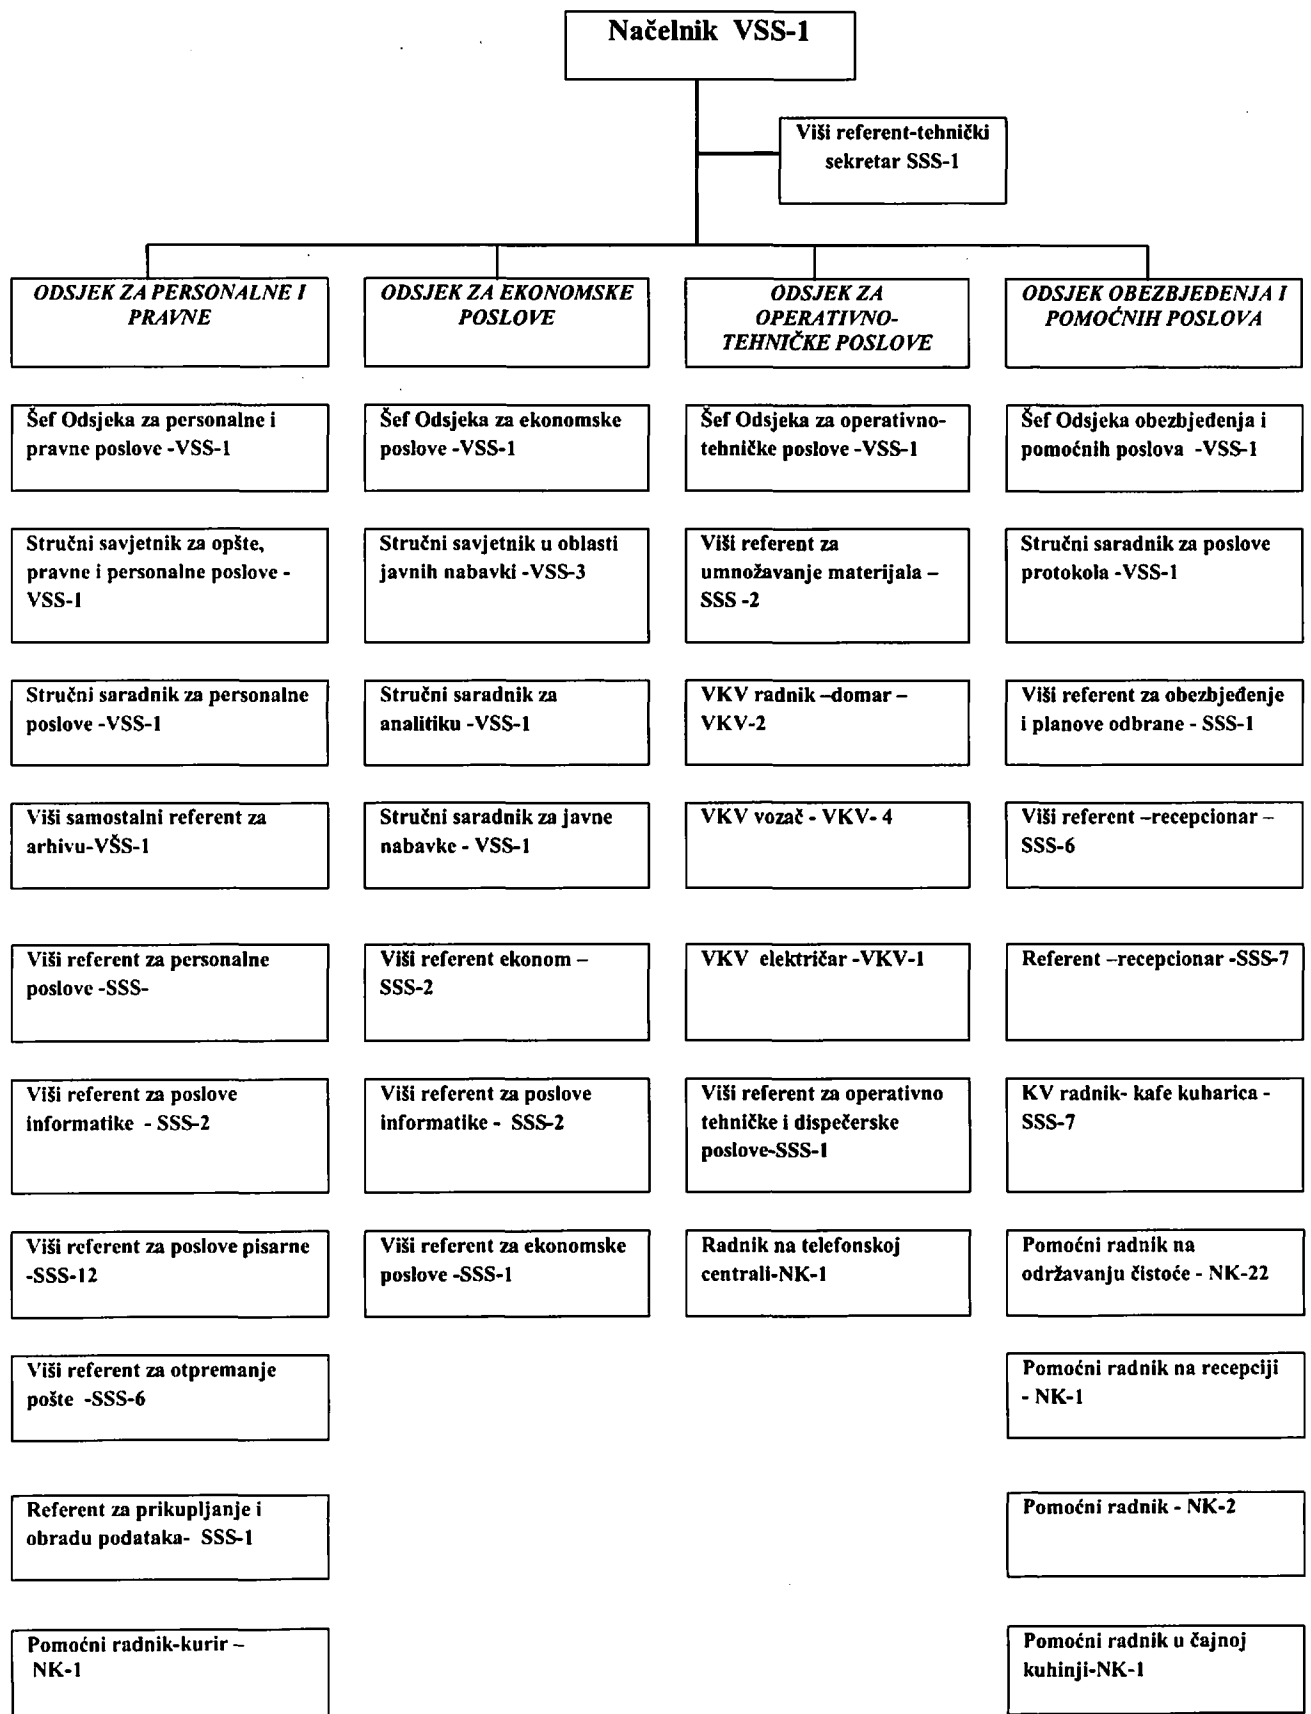 Načelnik VSS-1
Viši referent-tehnički
sekretar SSS-1
ODSJEK ZA PERSONALNE I
PRAVNE
Šef Odsjeka za personalne i
pravne poslove -VSS-1
Stručni savjetnik za opšte,
pravne i personalne poslove -
VSS-1
Stručni saradnik za personalne
poslove -VSS-1
Viši samostalni referent za
arhivu-VŠS-1
Viši referent za personalne
poslove -SSS-
Viši referent za poslove
informatike - SSS-2
Viši referent za poslove pisarne
-SSS-12
Viši referent za otpremanje
pošte -SSS-6
Referent za prikupljanje i
obradu podataka- SSS-1
Pomoćni radnik-kurir –
NK-1
ODSJEK ZA EKONOMSKE
POSLOVE
Šef Odsjeka za ekonomske
poslove -VSS-1
Stručni savjetnik u oblasti
javnih nabavki -VSS-3
Stručni saradnik za
analitiku -VSS-1
Stručni saradnik za javne
nabavke - VSS-1
Viši referent ekonom –
SSS-2
Viši referent za poslove
informatike - SSS-2
Viši referent za ekonomske
poslove -SSS-1
ODSJEK ZA
OPERATIVNO-
TEHNIČKE POSLOVE
Šef Odsjeka za operativno-
tehničke poslove -VSS-1
Viši referent za
umnožavanje materijala –
SSS -2
VKV radnik –domar –
VKV-2
VKV vozač - VKV- 4
VKV električar -VKV-1
Viši referent za operativno
tehničke i dispečerske
poslove-SSS-1
Radnik na telefonskoj
centrali-NK-1
ODSJEK OBEZBJEĐENJA I
POMOĆNIH POSLOVA
Šef Odsjeka obezbjeđenja i
pomoćnih poslova -VSS-1
Stručni saradnik za poslove
protokola -VSS-1
Viši referent za obezbjeđenje
i planove odbrane - SSS-1
Viši referent –recepcionar –
SSS-6
Referent –recepcionar -SSS-7
KV radnik- kafe kuharica -
SSS-7
Pomoćni radnik na
održavanju čistoće - NK-22
Pomoćni radnik na recepciji
- NK-1
Pomoćni radnik - NK-2
Pomoćni radnik u čajnoj
kuhinji-NK-1